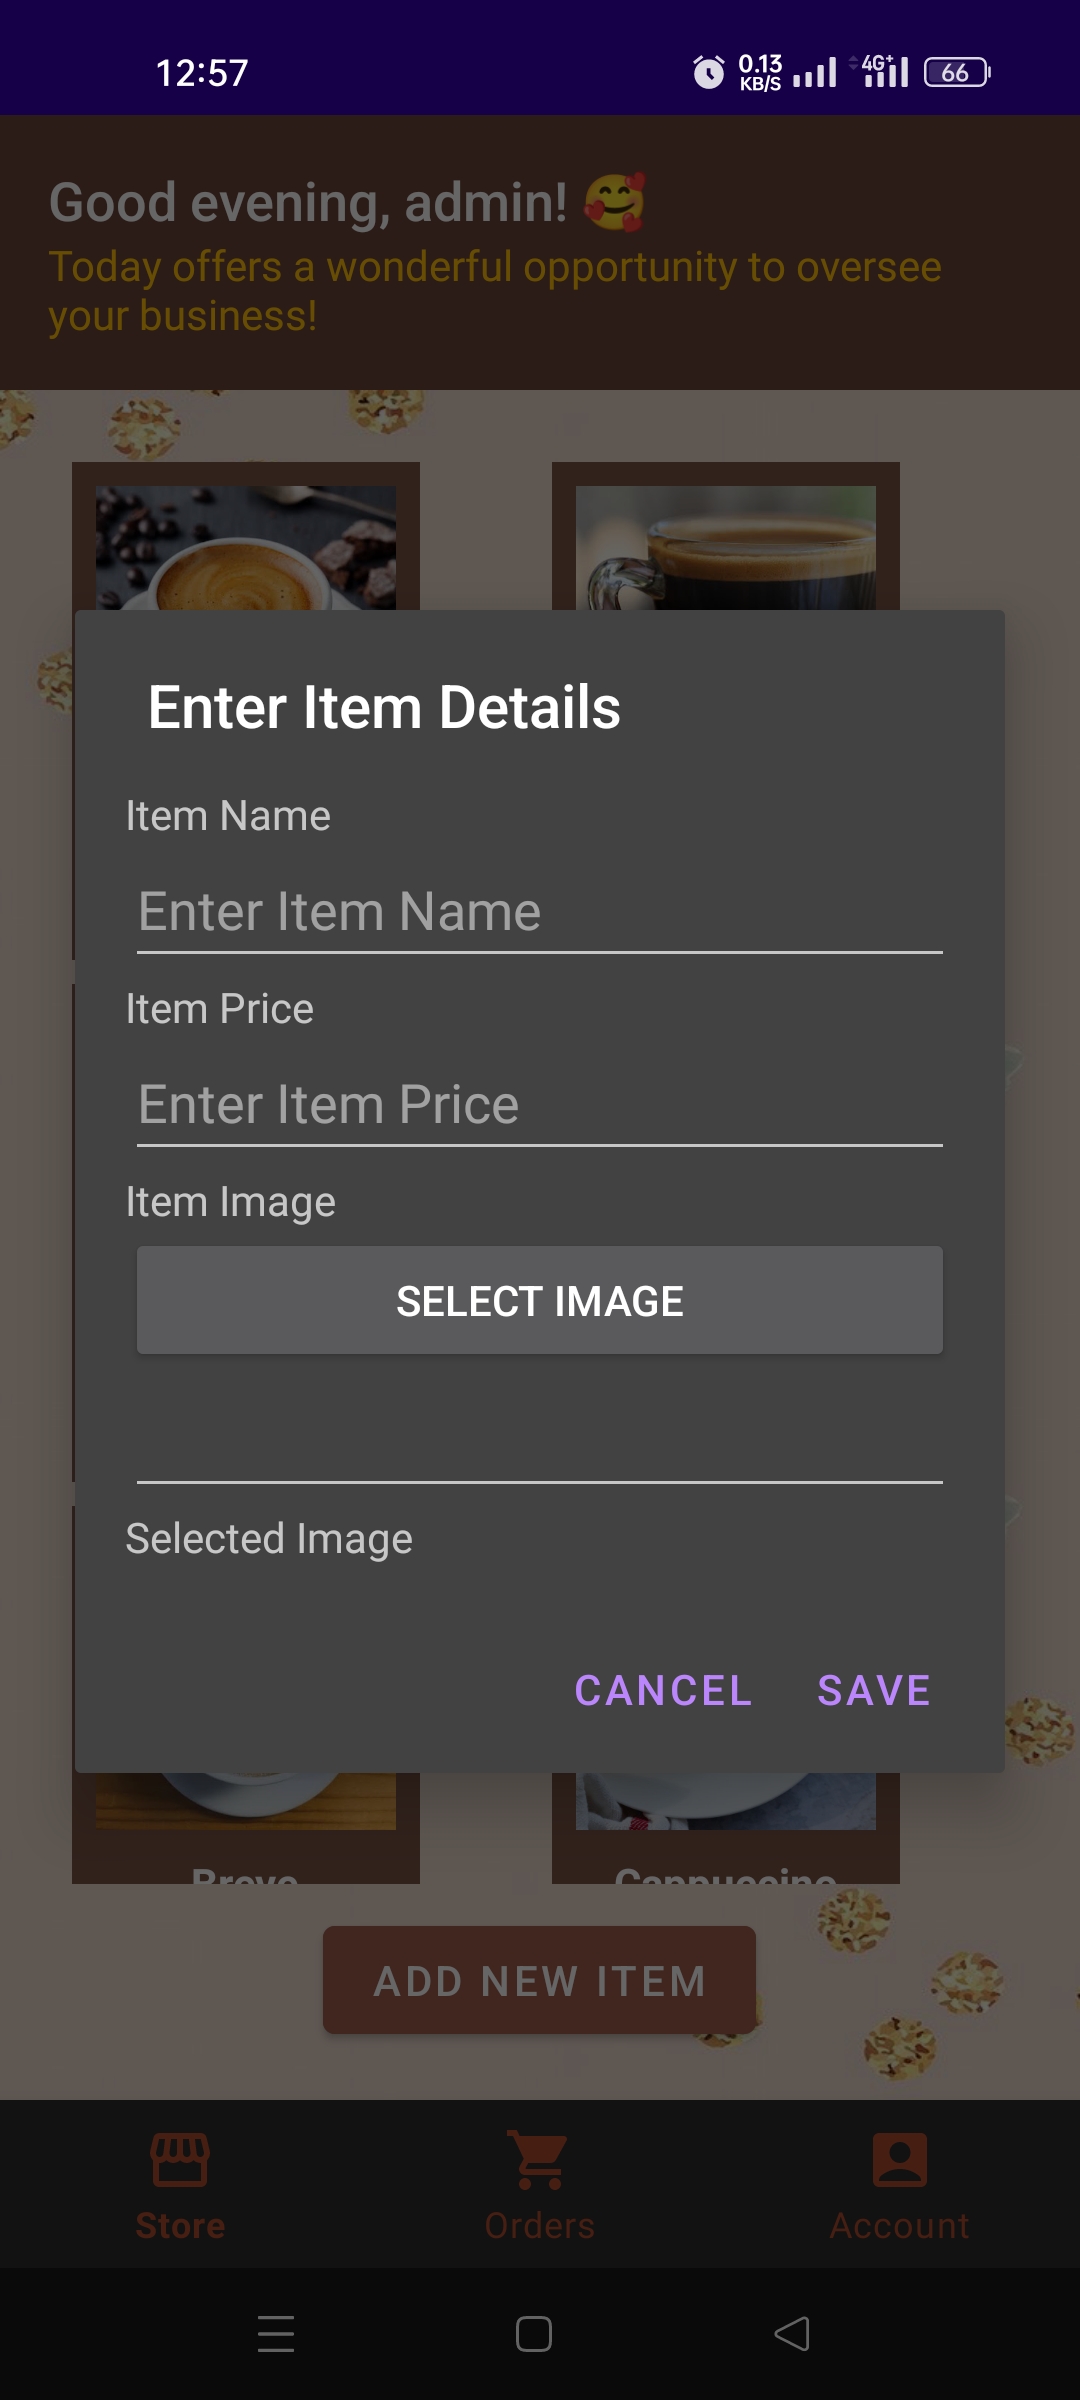 12:57
0.13
KB/S
4G+
66
Good evening, admin! 🥰
Today offers a wonderful opportunity to oversee
your business!
Enter Item Details
Item Name
Enter Item Name
Item Price
Enter Item Price
Item Image
SELECT IMAGE
Selected Image
CANCEL SAVE
Breve Cappuccino
ADD NEW ITEM
Store Orders Account